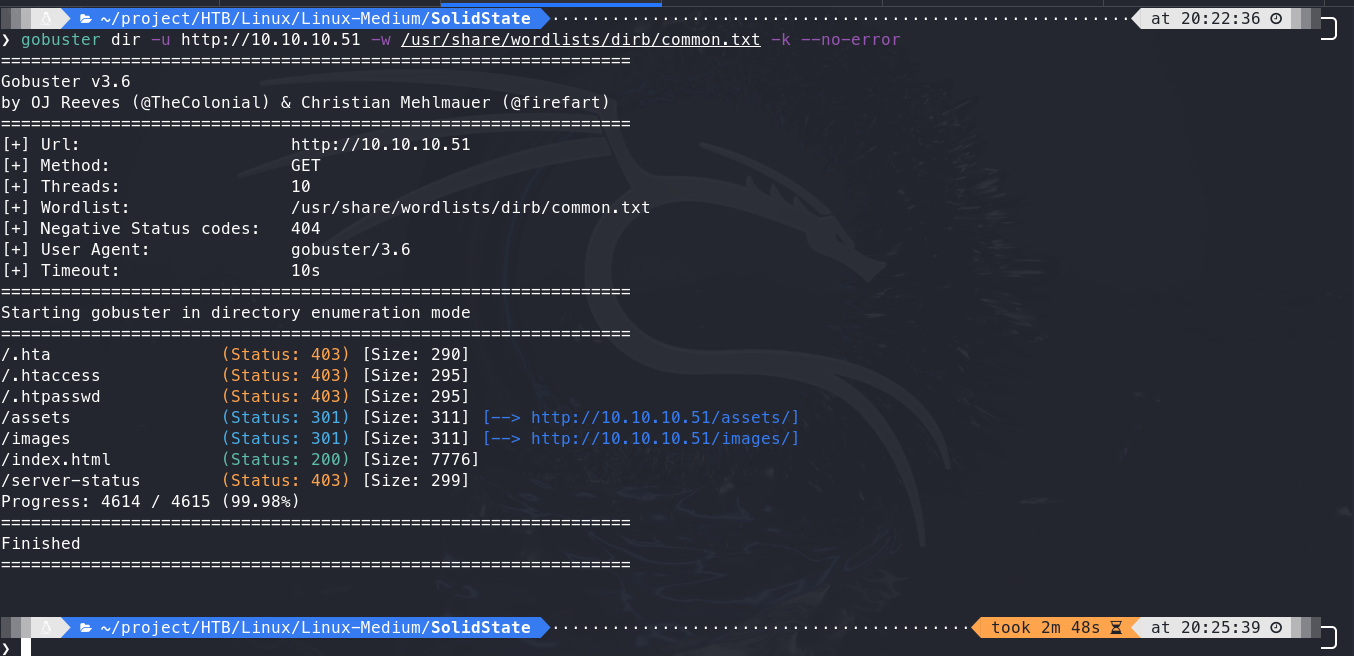 ~/project/HTB/Linux/Linux-Medium/SolidState at 20:22:36
❯ gobuster dir -u http://10.10.10.51 -w /usr/share/wordlists/dirb/common.txt -k --no-error
===============================================================
Gobuster v3.6
by OJ Reeves (@TheColonial) & Christian Mehlmauer (@firefart)
===============================================================
[+] Url:                     http://10.10.10.51
[+] Method:                  GET
[+] Threads:                 10
[+] Wordlist:                /usr/share/wordlists/dirb/common.txt
[+] Negative Status codes:   404
[+] User Agent:              gobuster/3.6
[+] Timeout:                 10s
===============================================================
Starting gobuster in directory enumeration mode
===============================================================
/.hta                 (Status: 403) [Size: 290]
/.htaccess            (Status: 403) [Size: 295]
/.htpasswd            (Status: 403) [Size: 295]
/assets               (Status: 301) [Size: 311] [--> http://10.10.10.51/assets/]
/images               (Status: 301) [Size: 311] [--> http://10.10.10.51/images/]
/index.html           (Status: 200) [Size: 7776]
/server-status        (Status: 403) [Size: 299]
Progress: 4614 / 4615 (99.98%)
===============================================================
Finished
===============================================================
~/project/HTB/Linux/Linux-Medium/SolidState took 2m 48s at 20:25:39
❯